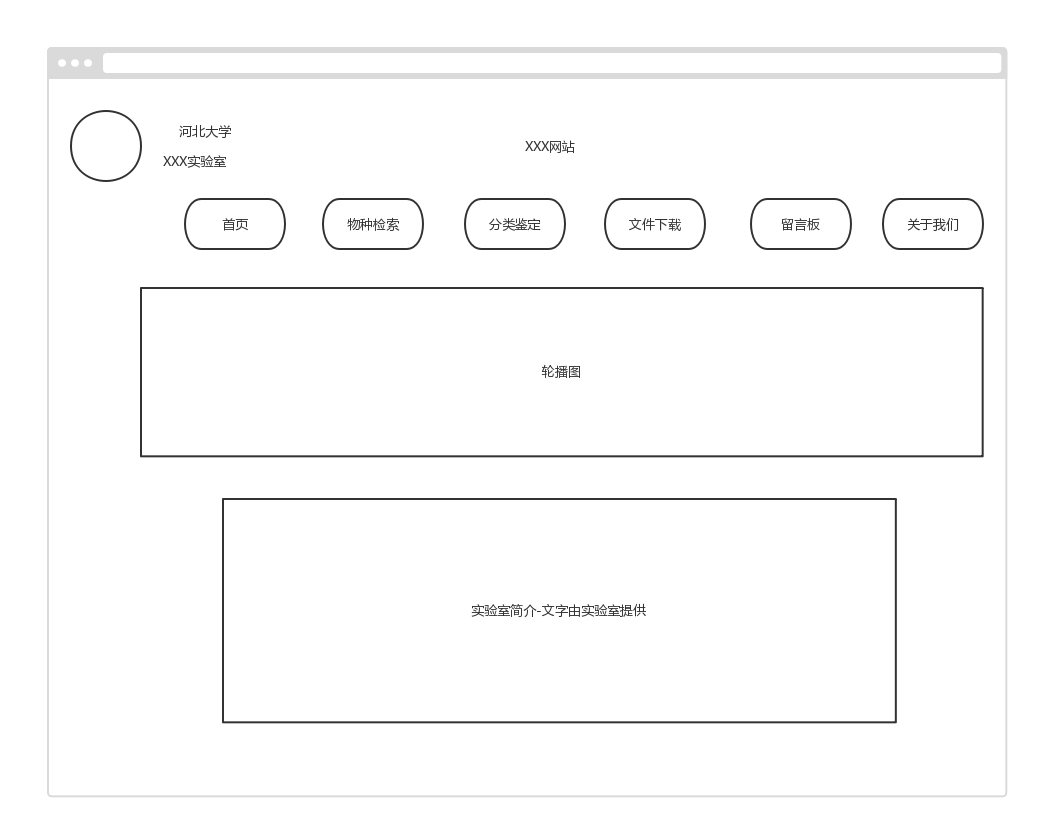 河北大学
XXX实验室
XXX网站
首页
物种检索
分类鉴定
文件下载
留言板
关于我们
轮播图
实验室简介-文字由实验室提供